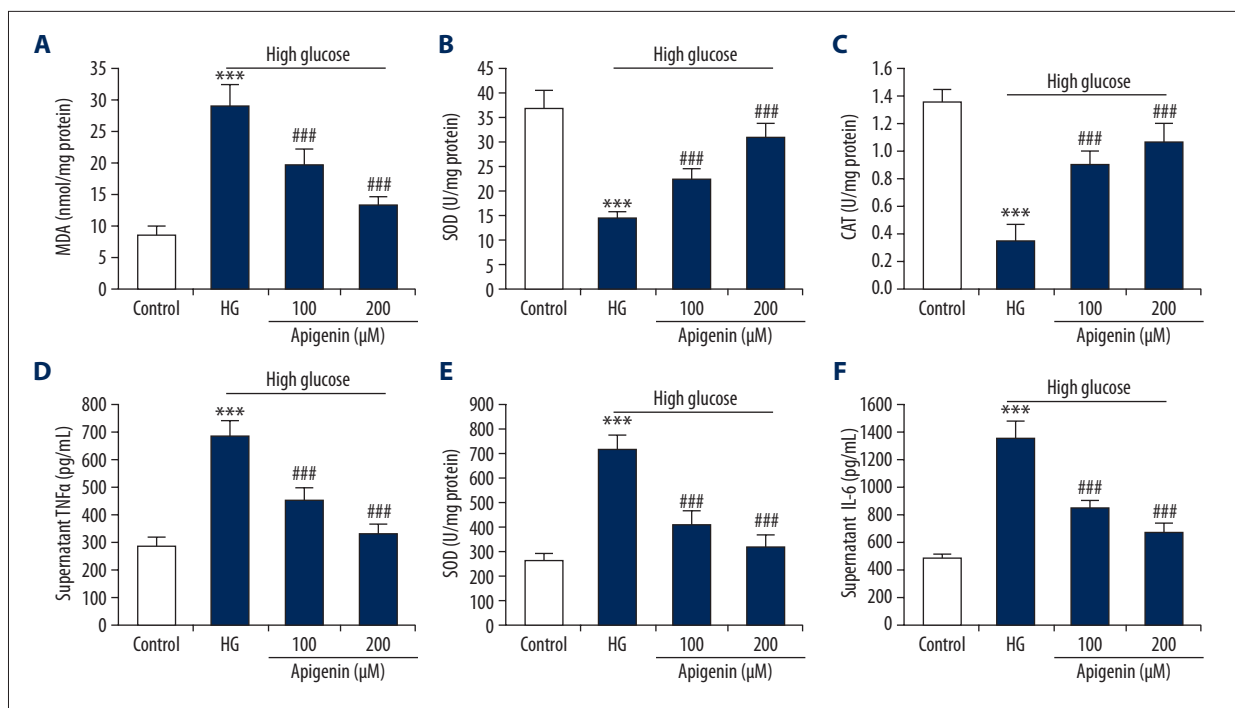 A
High glucose
MDA (nmol/mg protein)
35
30
25
20
15
10
5
0
***
###
###
Control HG 100 200
Apigenin (µM)
B
High glucose
SOD (U/mg protein)
45
40
35
30
25
20
15
10
5
0
***
###
###
Control HG 100 200
Apigenin (µM)
C
High glucose
CAT (U/mg protein)
1.6
1.4
1.2
1.0
0.8
0.6
0.4
0.2
0.0
***
###
###
Control HG 100 200
Apigenin (µM)
D
High glucose
Supernatant TNFα (pg/mL)
800
700
600
500
400
300
200
100
0
***
###
###
Control HG 100 200
Apigenin (µM)
E
High glucose
SOD (U/mg protein)
900
800
700
600
500
400
300
200
100
0
***
###
###
Control HG 100 200
Apigenin (µM)
F
High glucose
Supernatant IL-6 (pg/mL)
1600
1400
1200
1000
800
600
400
200
0
***
###
###
Control HG 100 200
Apigenin (µM)